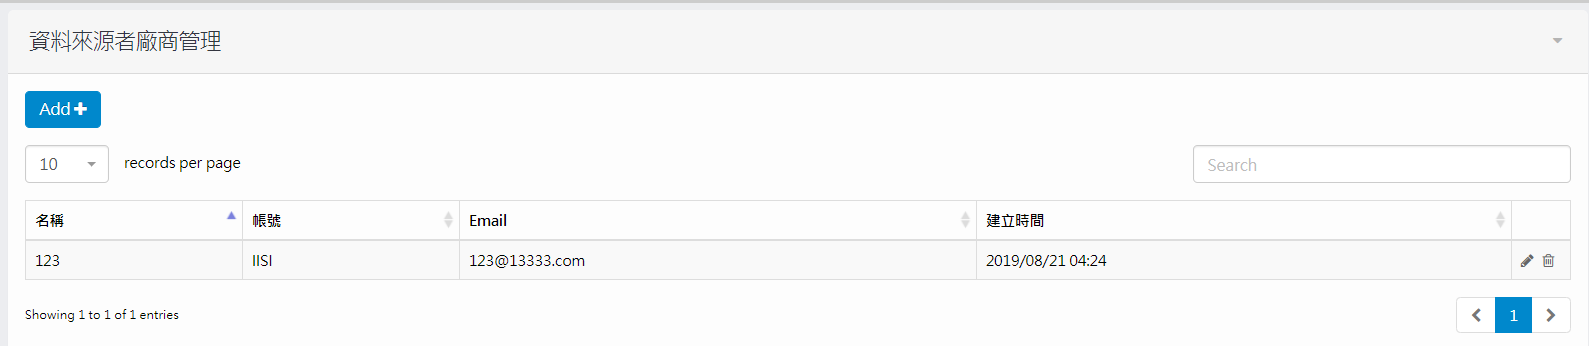 資料來源者廠商管理
Add
10 records per page Search
名稱 帳號 Email 建立時間
123 IISI 123@13333.com 2019/08/21 04:24
Showing 1 to 1 of 1 entries 1